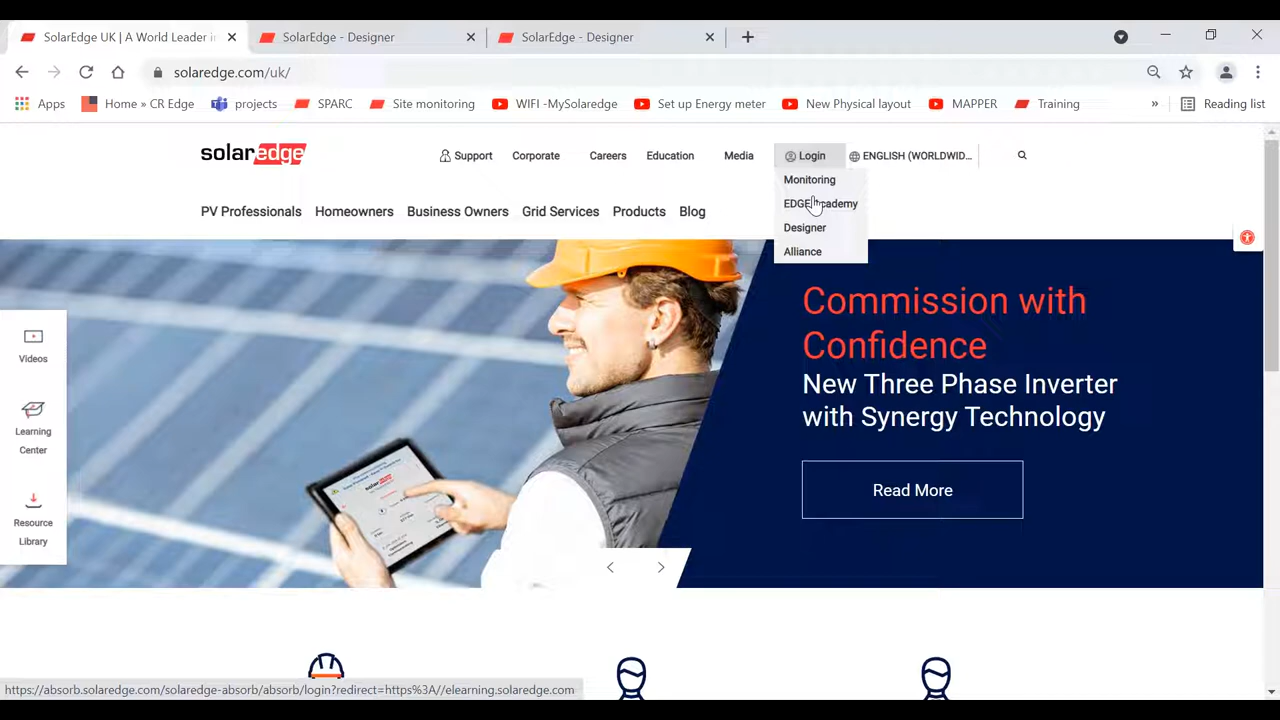 SolarEdge UK | A World Leader in
SolarEdge - Designer
SolarEdge - Designer
solaredge.com/uk/
Apps
Home » CR Edge
projects
SPARC
Site monitoring
WIFI -MySolaredge
Set up Energy meter
New Physical layout
MAPPER
Training
»
Reading list
solaredge
Support
Corporate
Careers
Education
Media
Login
ENGLISH (WORLDWID...
Monitoring
EDGE Academy
Designer
Alliance
PV Professionals
Homeowners
Business Owners
Grid Services
Products
Blog
Videos
Learning
Center
Resource
Library
Commission with
Confidence
New Three Phase Inverter
with Synergy Technology
Read More
solaredge
https://absorb.solaredge.com/solaredge-absorb/absorb/login?redirect=https%3A//elearning.solaredge.com